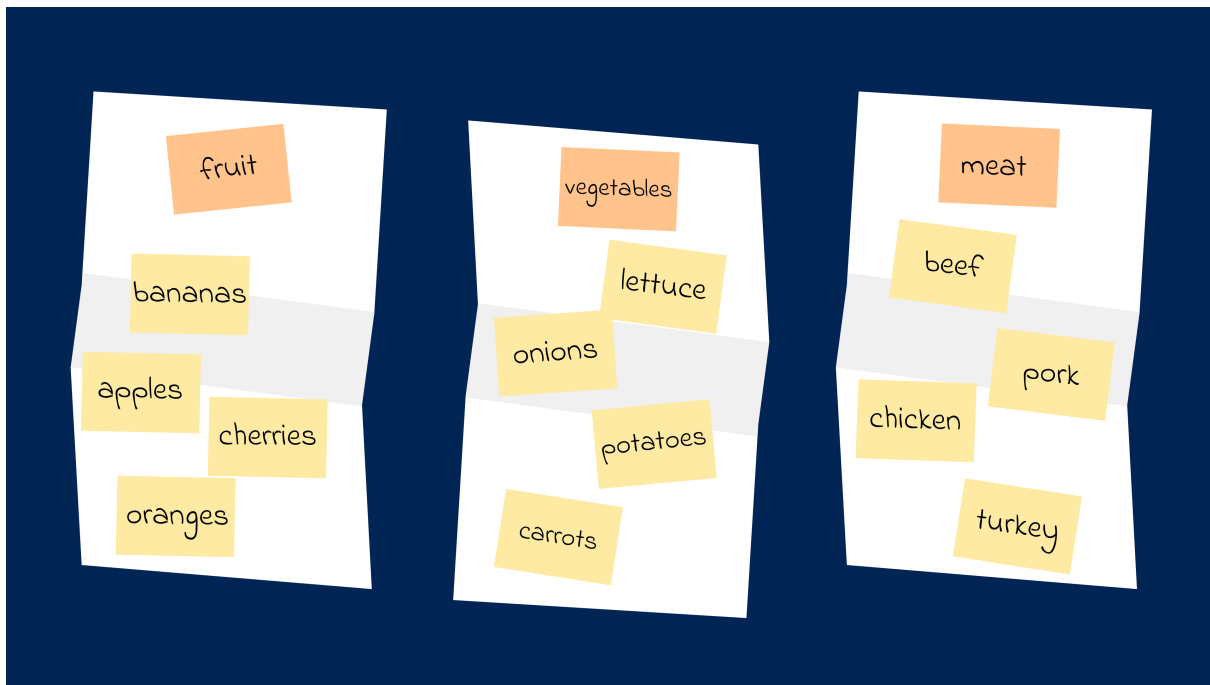 fruit
bananas
apples
cherries
oranges
vegetables
lettuce
onions
potatoes
carrots
meat
beef
pork
chicken
turkey